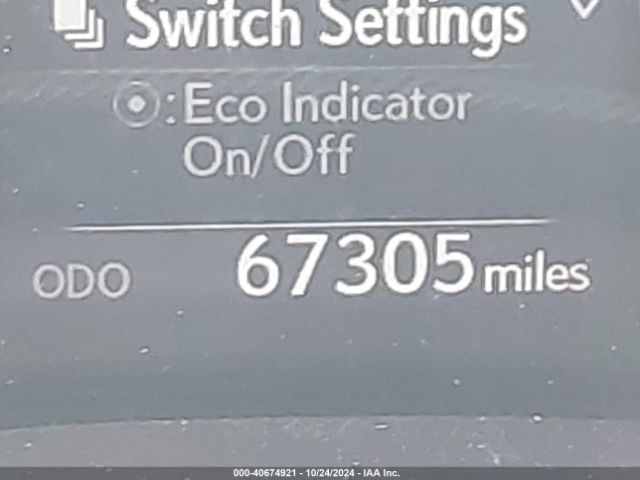 Switch Settings
: Eco Indicator
On/Off
ODO 67305 miles
000-40674921 - 10/24/2024 - IAA Inc.